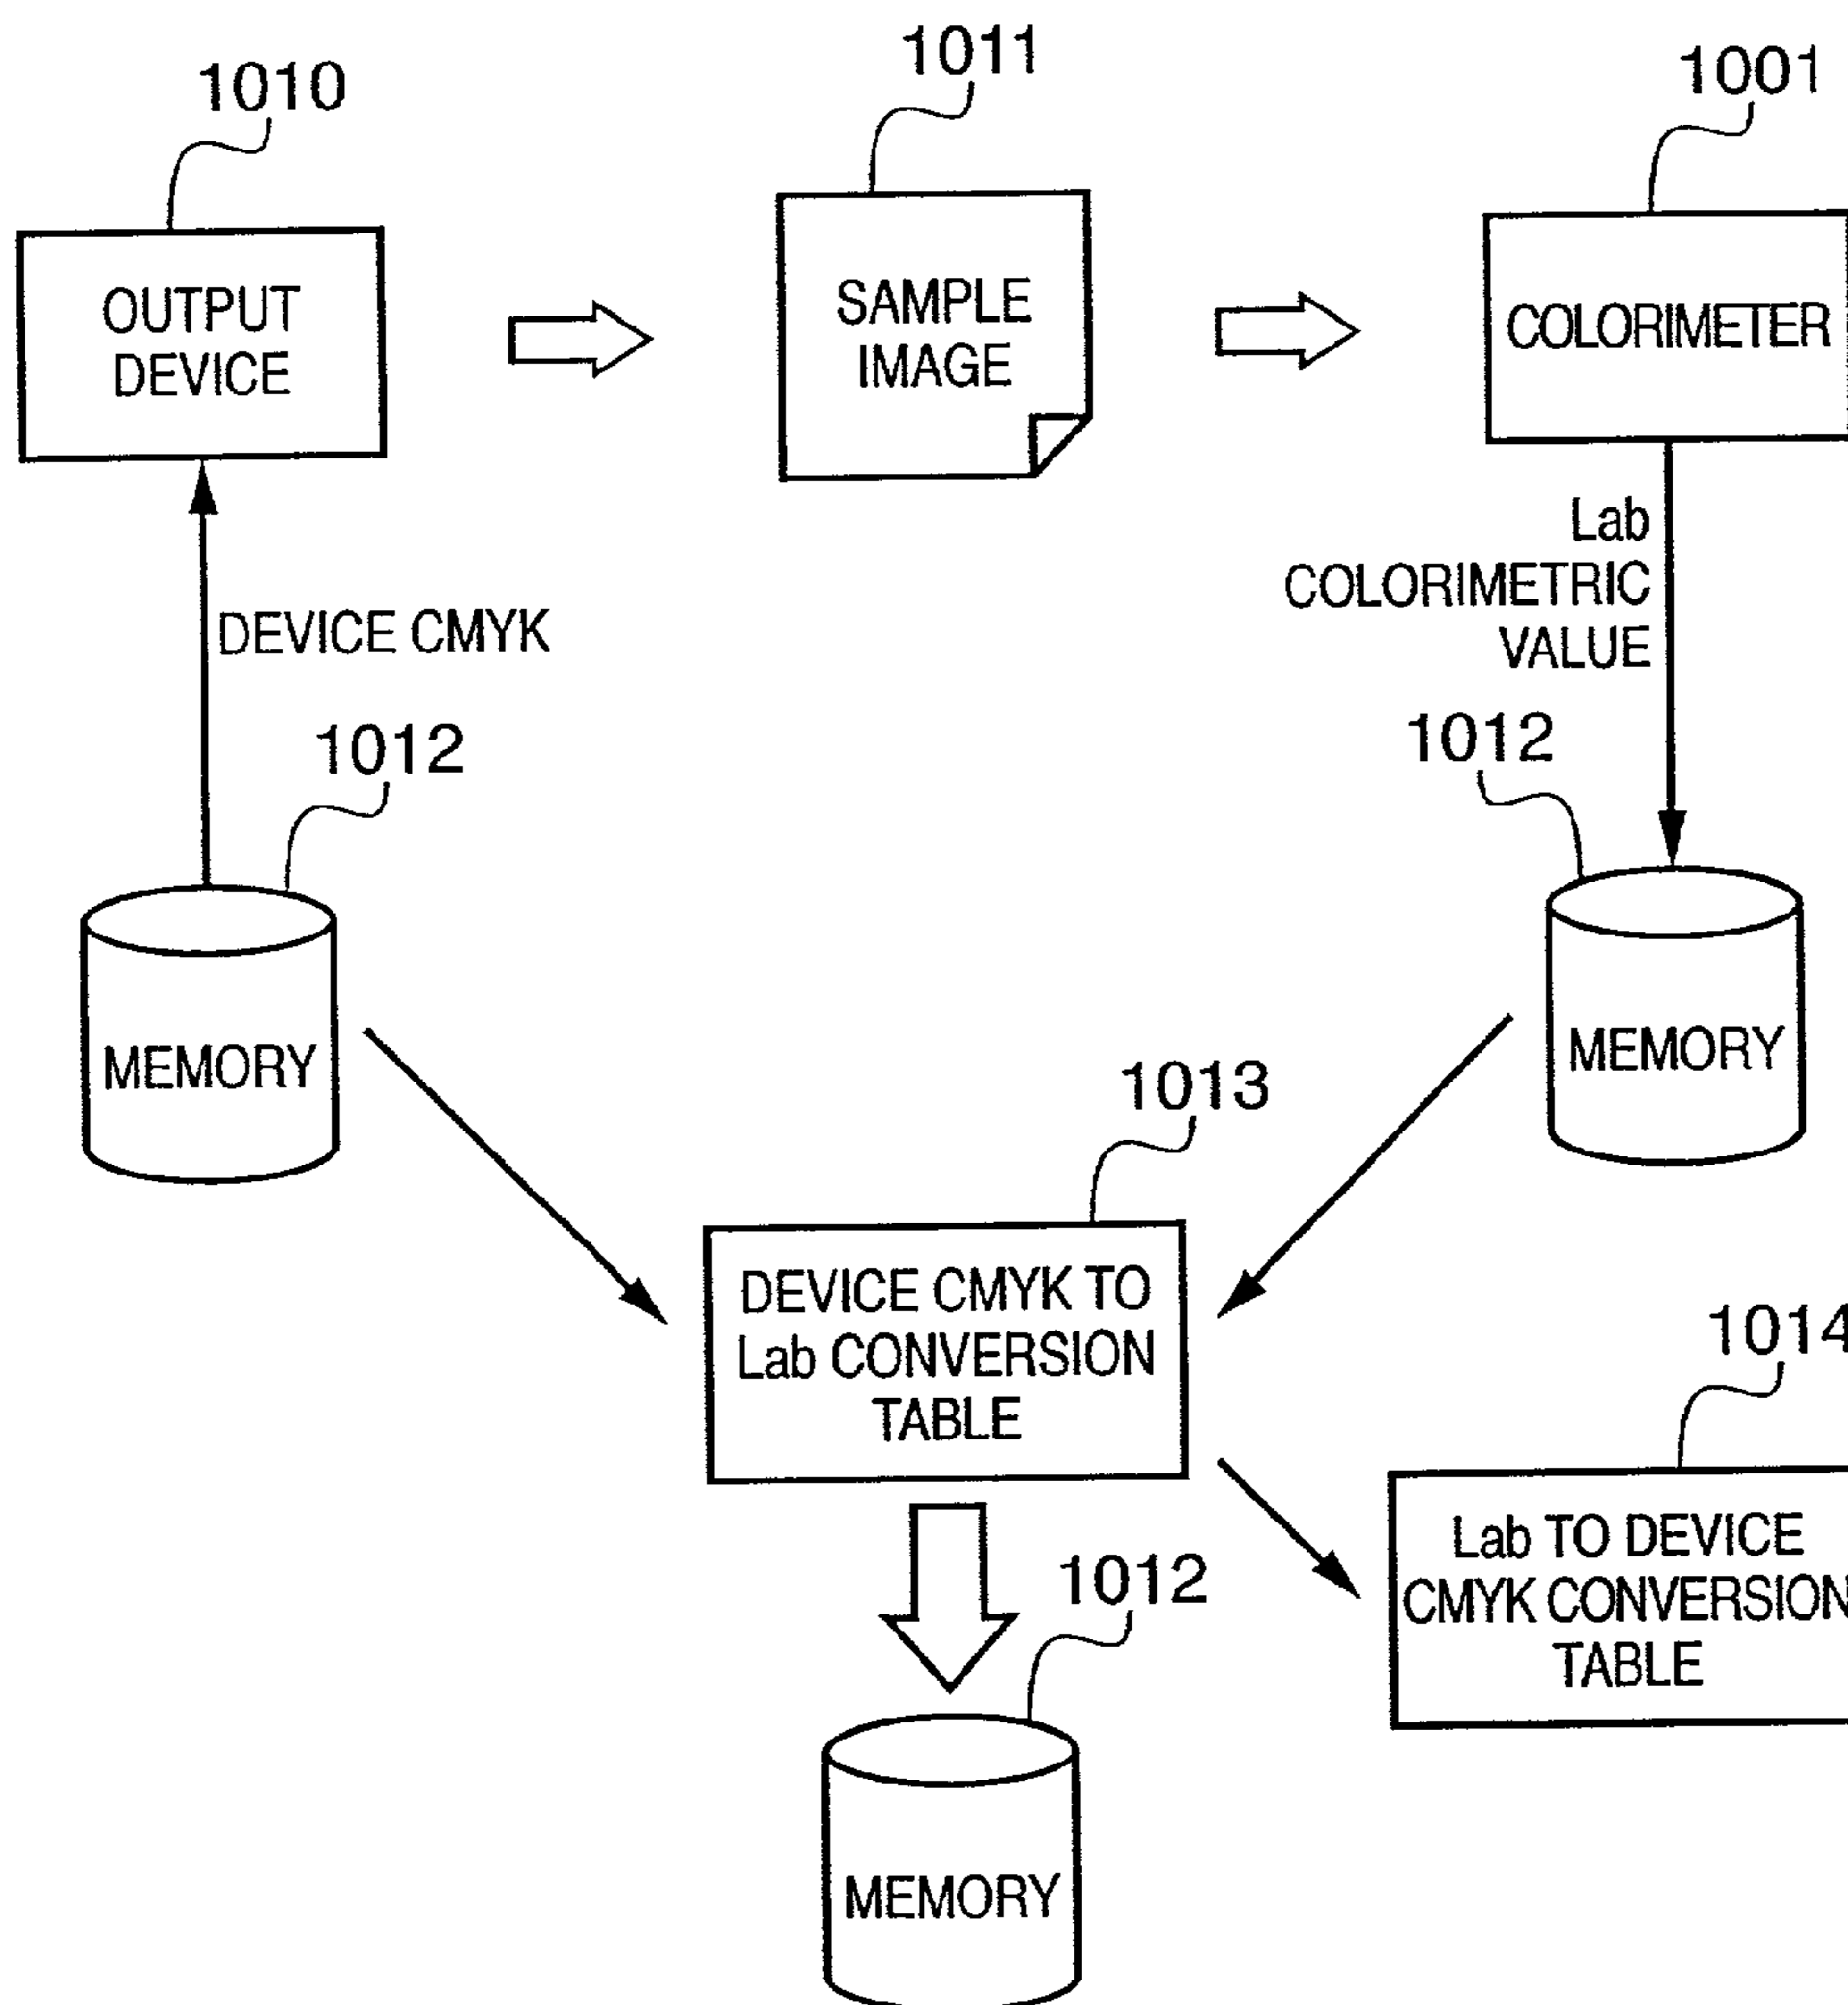 1010
1011
1001
OUTPUT
DEVICE
SAMPLE
IMAGE
COLORIMETER
DEVICE CMYK
Lab
COLORIMETRIC
VALUE
1012
1012
MEMORY
MEMORY
1013
DEVICE CMYK TO
Lab CONVERSION
TABLE
1014
Lab TO DEVICE
CMYK CONVERSION
TABLE
1012
MEMORY